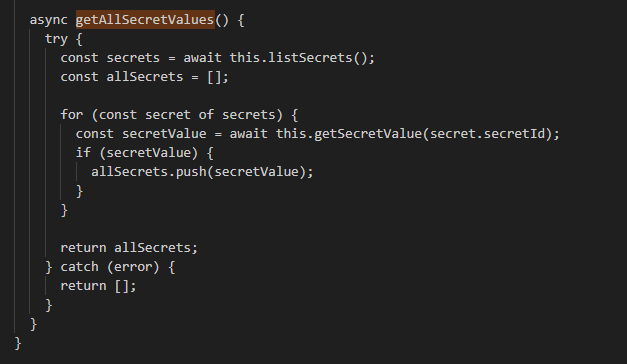 async getAllSecretValues() {
try {
const secrets = await this.listSecrets();
const allSecrets = [];
for (const secret of secrets) {
const secretValue = await this.getSecretValue(secret.secretId);
if (secretValue) {
allSecrets.push(secretValue);
}
}
return allSecrets;
} catch (error) {
return [];
}
}
}